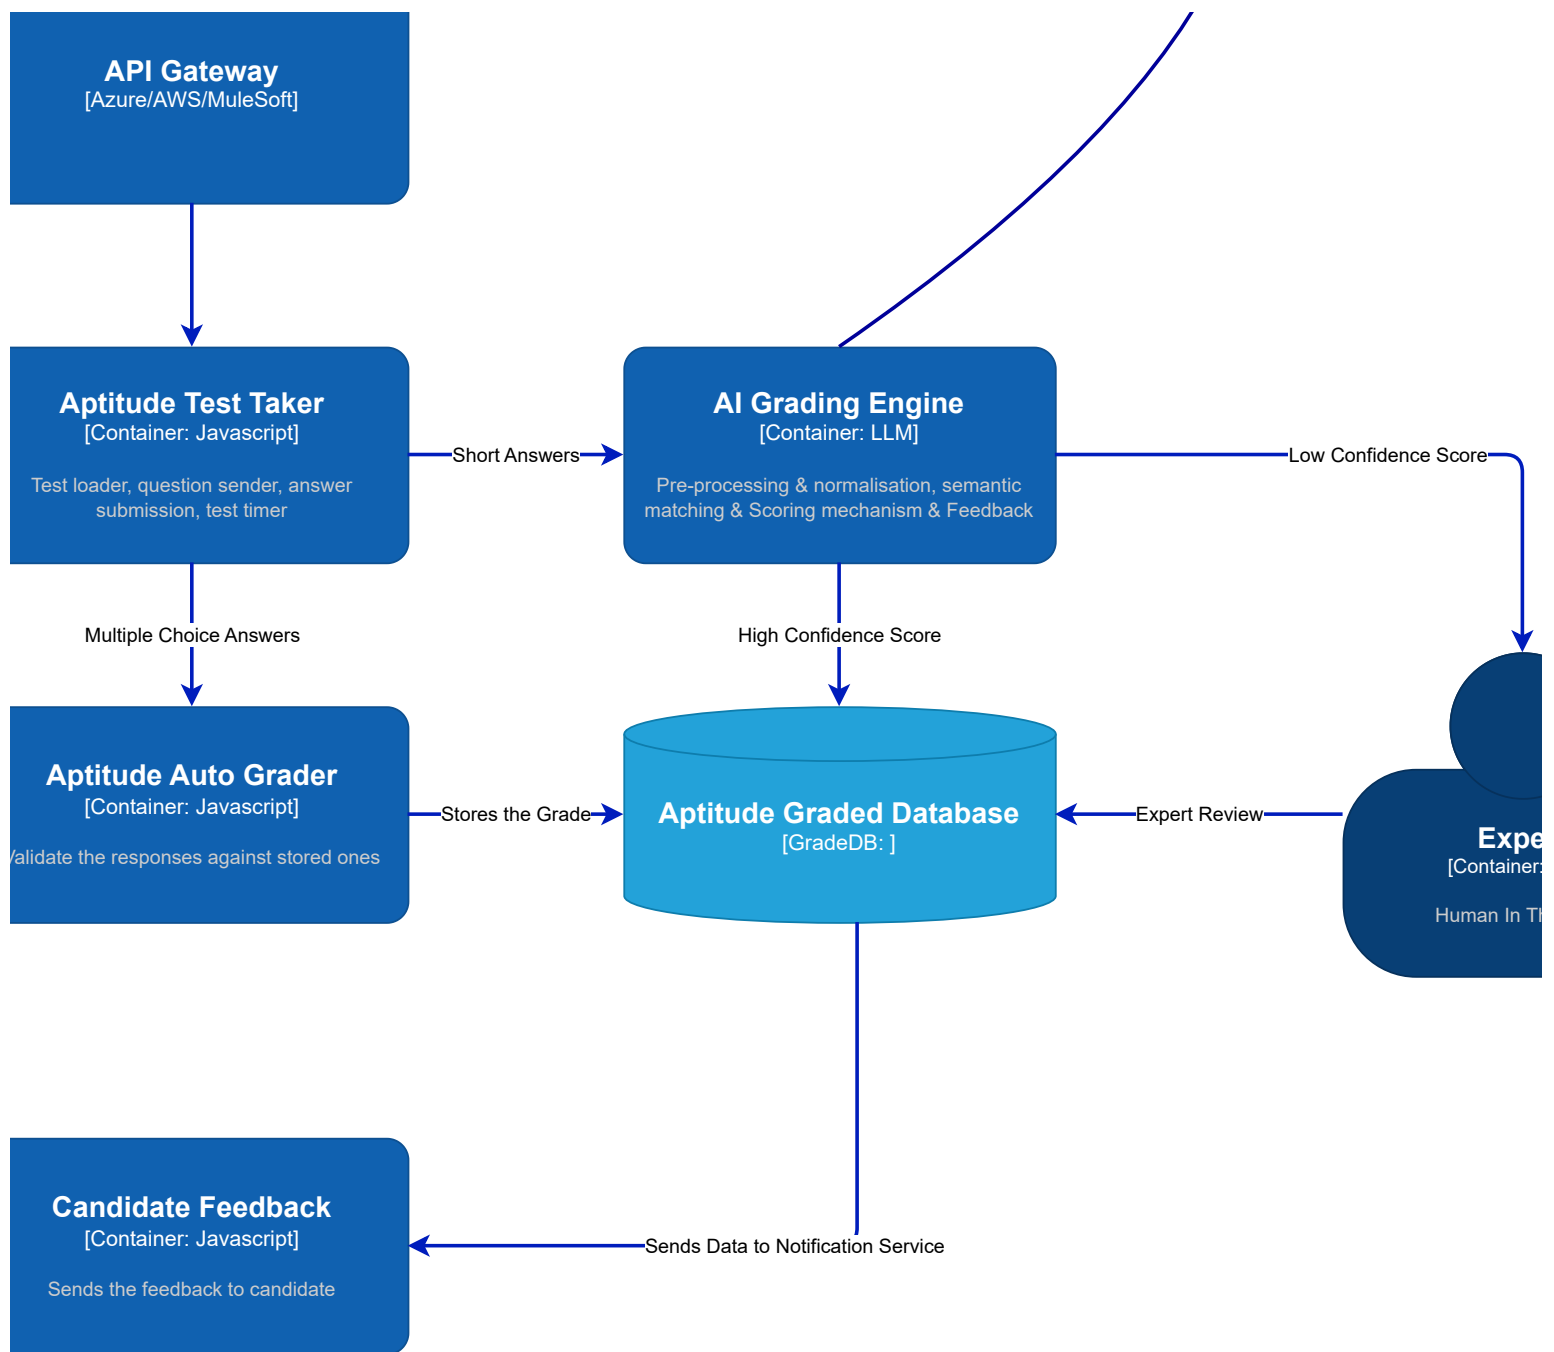 API Gateway
[Azure/AWS/MuleSoft]
Aptitude Test Taker
[Container: Javascript]
Test loader, question sender, answer
submission, test timer
Short Answers
AI Grading Engine
[Container: LLM]
Pre-processing & normalisation, semantic
matching & Scoring mechanism & Feedback
Low Confidence Score
Multiple Choice Answers
High Confidence Score
Aptitude Auto Grader
[Container: Javascript]
Validate the responses against stored ones
Stores the Grade
Aptitude Graded Database
[GradeDB: ]
Expert Review
Expe
[Container:
Human In Th
Candidate Feedback
[Container: Javascript]
Sends the feedback to candidate
Sends Data to Notification Service